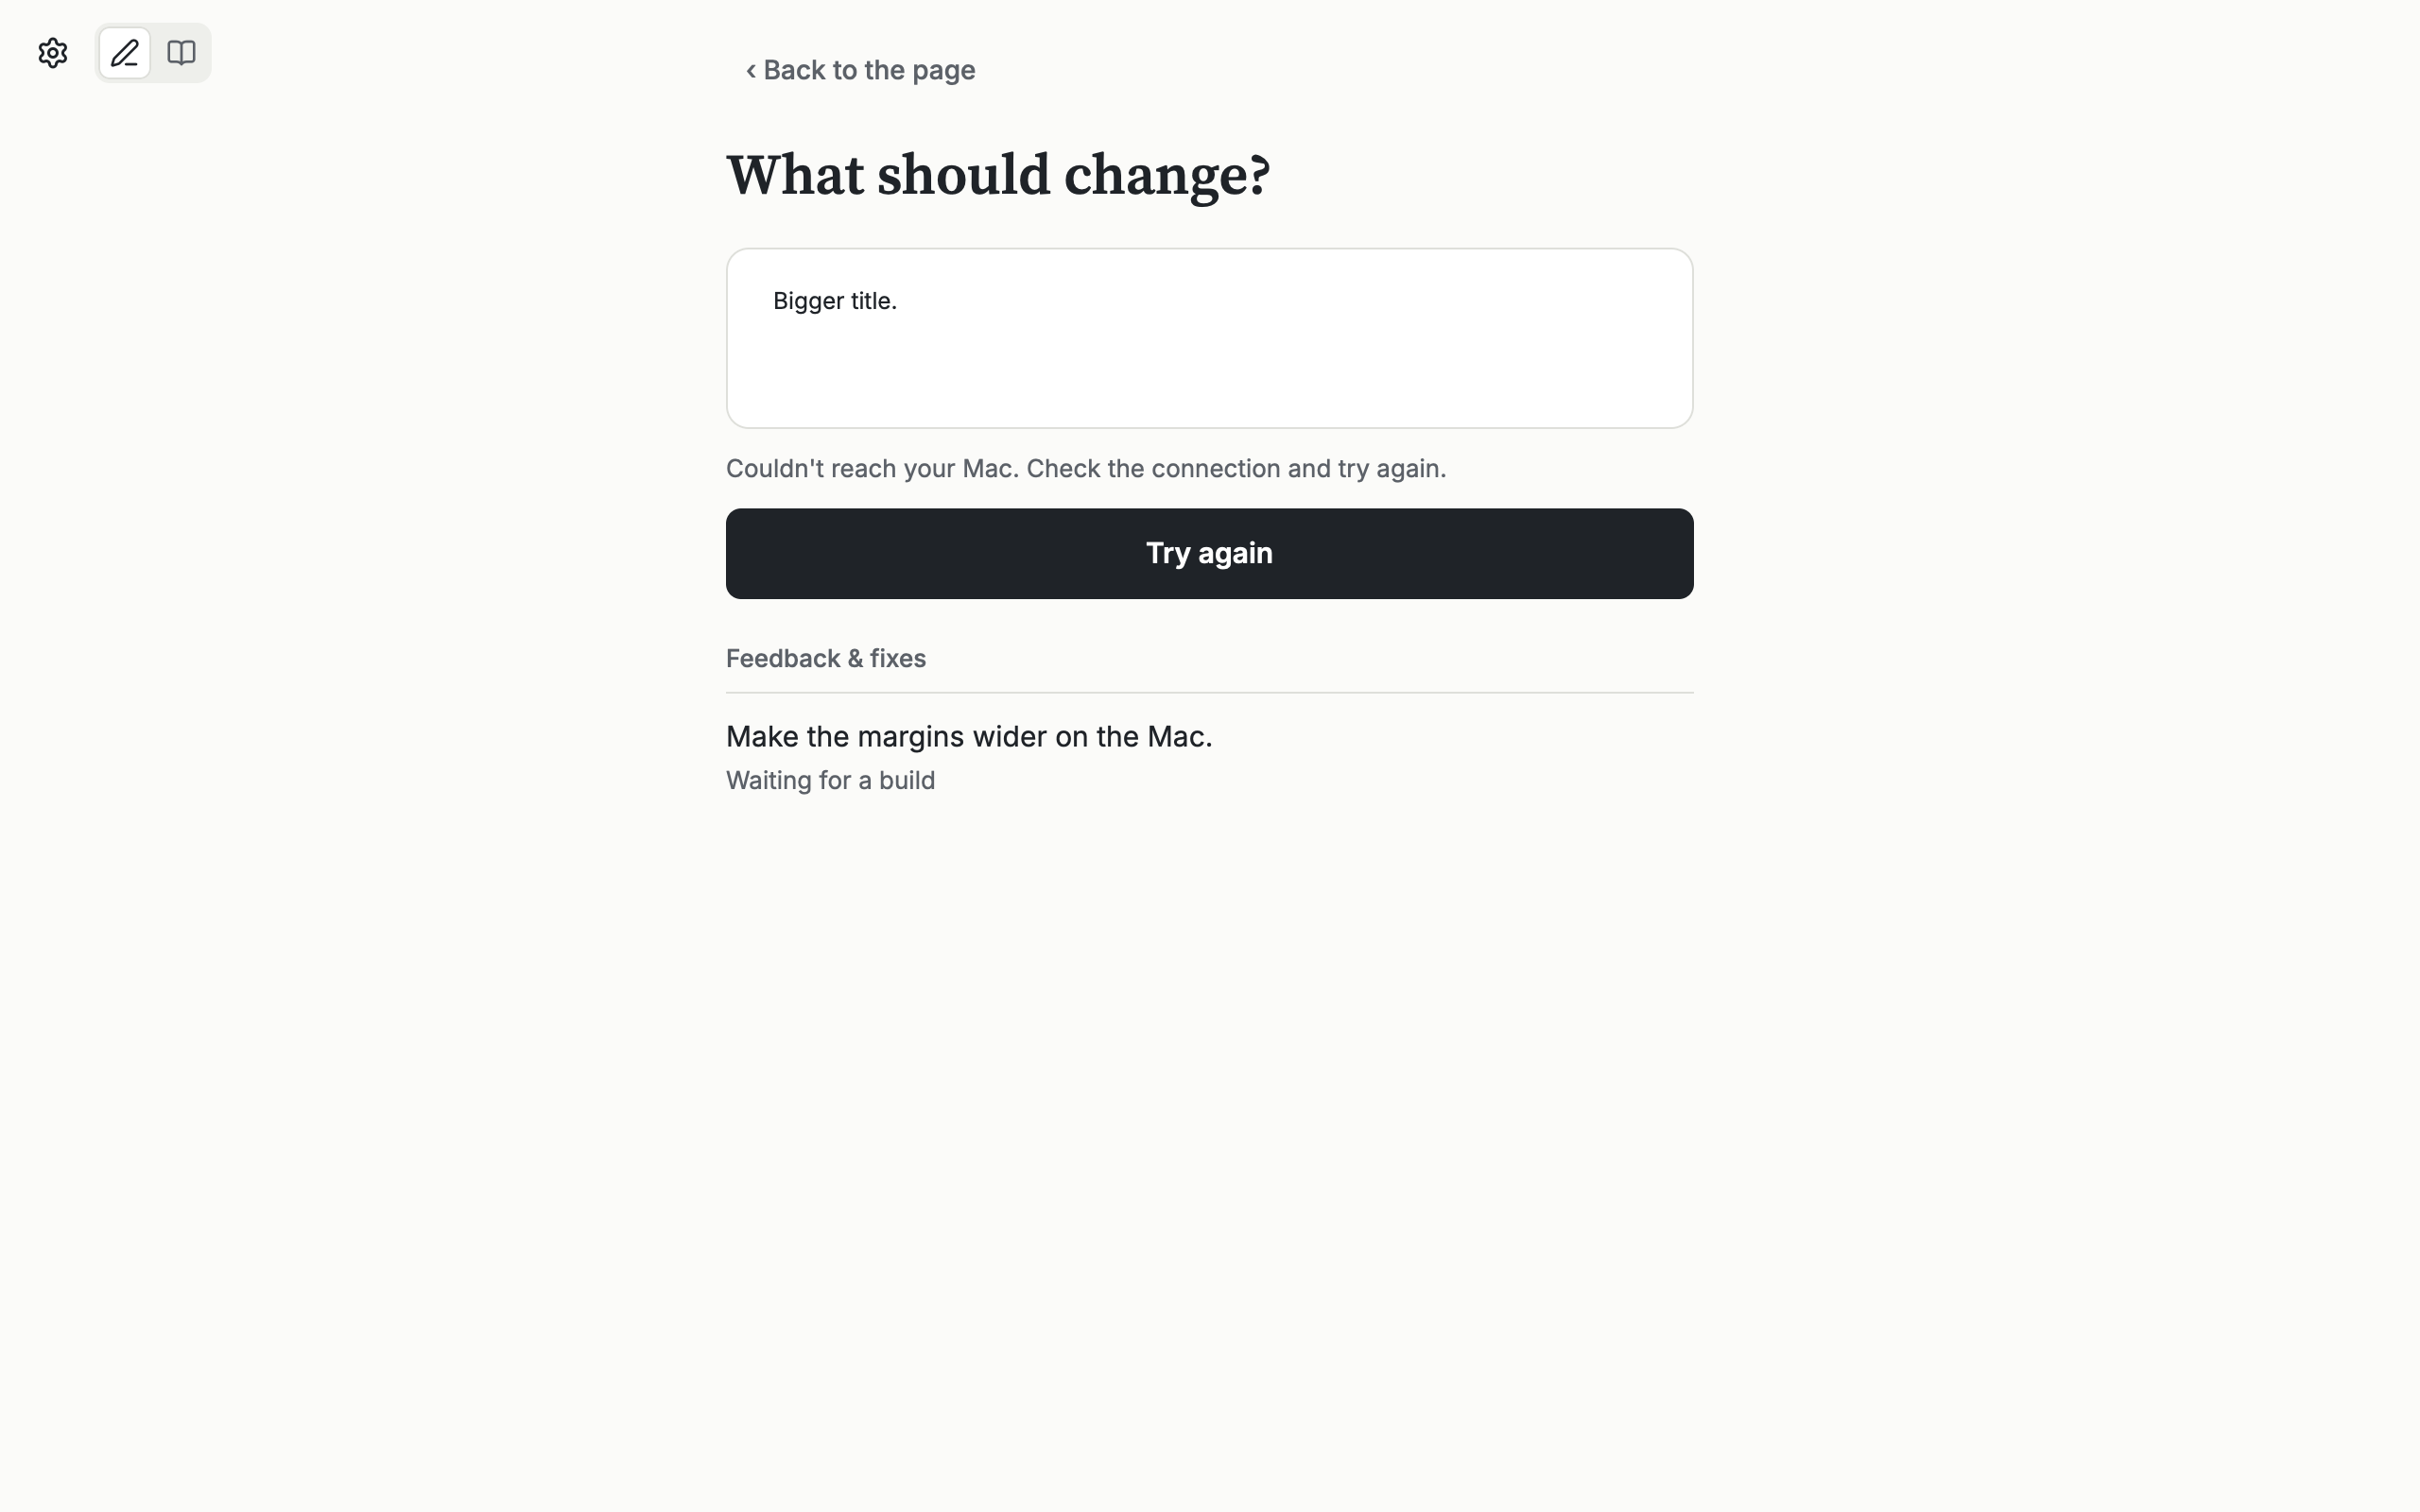 ‹ Back to the page
What should change?
Bigger title.
Couldn't reach your Mac. Check the connection and try again.
Try again
Feedback & fixes
Make the margins wider on the Mac.
Waiting for a build